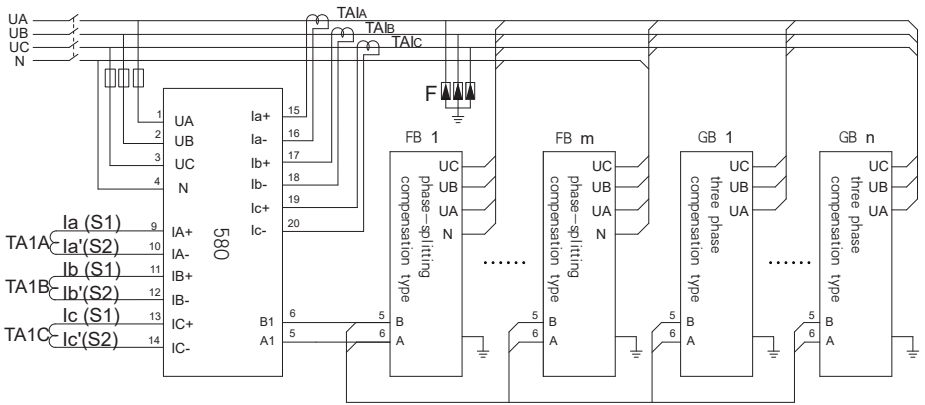 UA
UB
UC
N
TAIA
TAIB
TAIC
F
1 UA
2 UB
3 UC
4 N
15 Ia+
16 Ia-
17 Ib+
18 Ib-
19 Ic+
20 Ic-
580
TA1A
Ia (S1) 9 IA+
Ia'(S2) 10 IA-
TA1B
Ib (S1) 11 IB+
Ib'(S2) 12 IB-
TA1C
Ic (S1) 13 IC+
Ic'(S2) 14 IC-
B1 6
A1 5
FB 1
phase-splitting
compensation type
UC
UB
UA
N
5 B
6 A
......
FB m
phase-splitting
compensation type
UC
UB
UA
N
5 B
6 A
GB 1
three phase
compensation type
UC
UB
UA
5 B
6 A
......
GB n
three phase
compensation type
UC
UB
UA
5 B
6 A